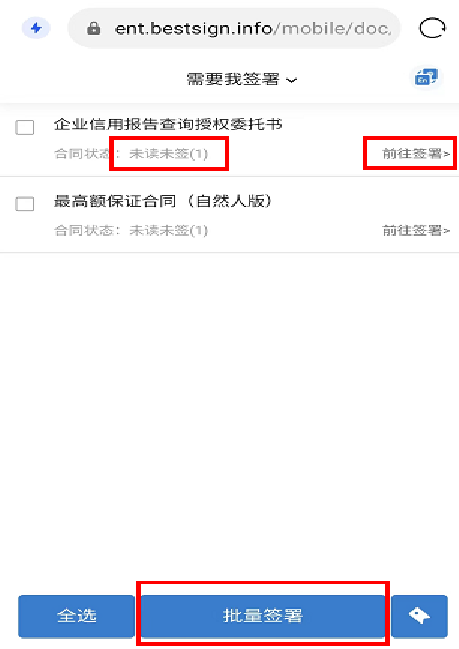 ent.bestsign.info/mobile/doc,
需要我签署
En
企业信用报告查询授权委托书
合同状态：未读未签(1)
前往签署>
最高额保证合同（自然人版）
合同状态：未读未签(1)
前往签署>
全选
批量签署